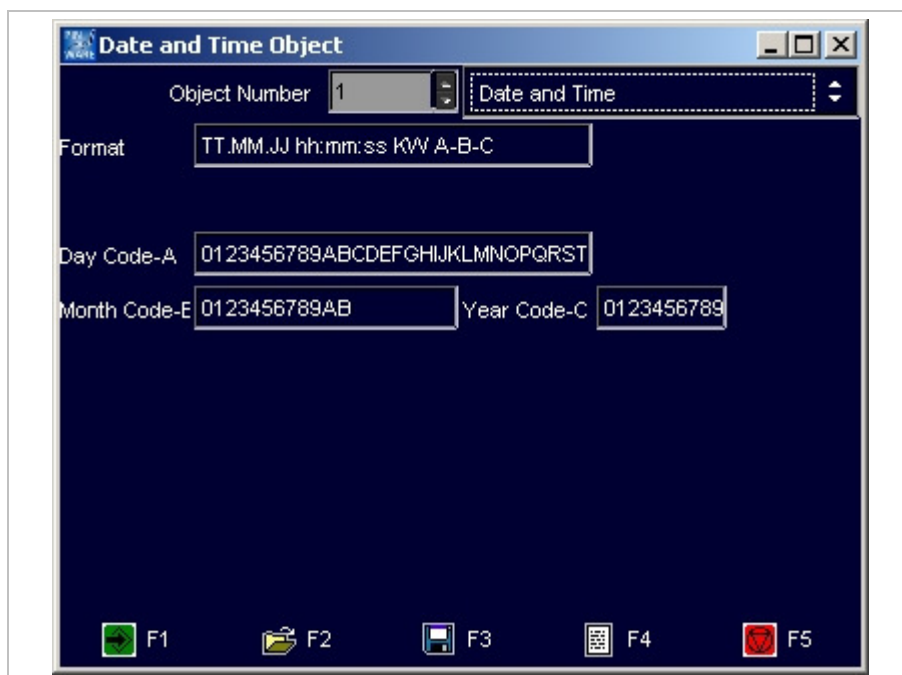 Date and Time Object
Object Number 1 Date and Time
Format TT.MM.JJ hh:mm:ss KW A-B-C
Day Code-A 0123456789ABCDEFGHIJKLMNOPQRST
Month Code-B 0123456789AB Year Code-C 0123456789
F1 F2 F3 F4 F5